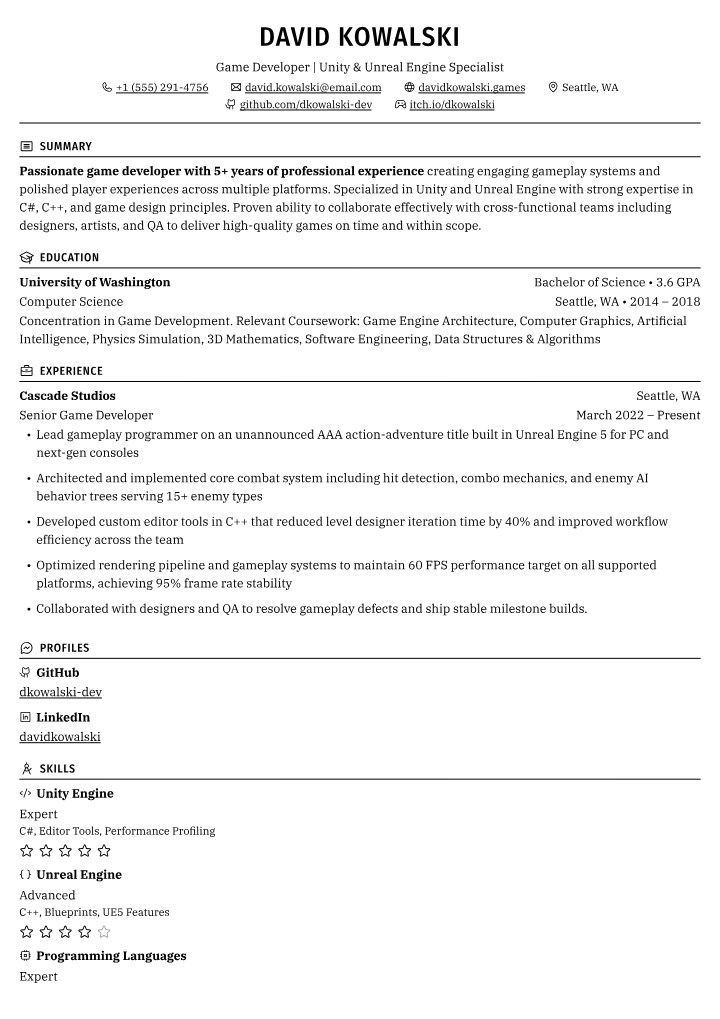 DAVID KOWALSKI
Game Developer | Unity & Unreal Engine Specialist
+1 (555) 291-4756 david.kowalski@email.com davidkowalski.games Seattle, WA
github.com/dkowalski-dev itch.io/dkowalski
SUMMARY
Passionate game developer with 5+ years of professional experience creating engaging gameplay systems and
polished player experiences across multiple platforms. Specialized in Unity and Unreal Engine with strong expertise in
C#, C++, and game design principles. Proven ability to collaborate effectively with cross-functional teams including
designers, artists, and QA to deliver high-quality games on time and within scope.
EDUCATION
University of Washington Bachelor of Science • 3.6 GPA
Computer Science Seattle, WA • 2014 – 2018
Concentration in Game Development. Relevant Coursework: Game Engine Architecture, Computer Graphics, Artificial
Intelligence, Physics Simulation, 3D Mathematics, Software Engineering, Data Structures & Algorithms
EXPERIENCE
Cascade Studios Seattle, WA
Senior Game Developer March 2022 – Present
• Lead gameplay programmer on an unannounced AAA action-adventure title built in Unreal Engine 5 for PC and
next-gen consoles
• Architected and implemented core combat system including hit detection, combo mechanics, and enemy AI
behavior trees serving 15+ enemy types
• Developed custom editor tools in C++ that reduced level designer iteration time by 40% and improved workflow
efficiency across the team
• Optimized rendering pipeline and gameplay systems to maintain 60 FPS performance target on all supported
platforms, achieving 95% frame rate stability
• Collaborated with designers and QA to resolve gameplay defects and ship stable milestone builds.
PROFILES
GitHub
dkowalski-dev
LinkedIn
davidkowalski
SKILLS
Unity Engine
Expert
C#, Editor Tools, Performance Profiling
Unreal Engine
Advanced
C++, Blueprints, UE5 Features
Programming Languages
Expert